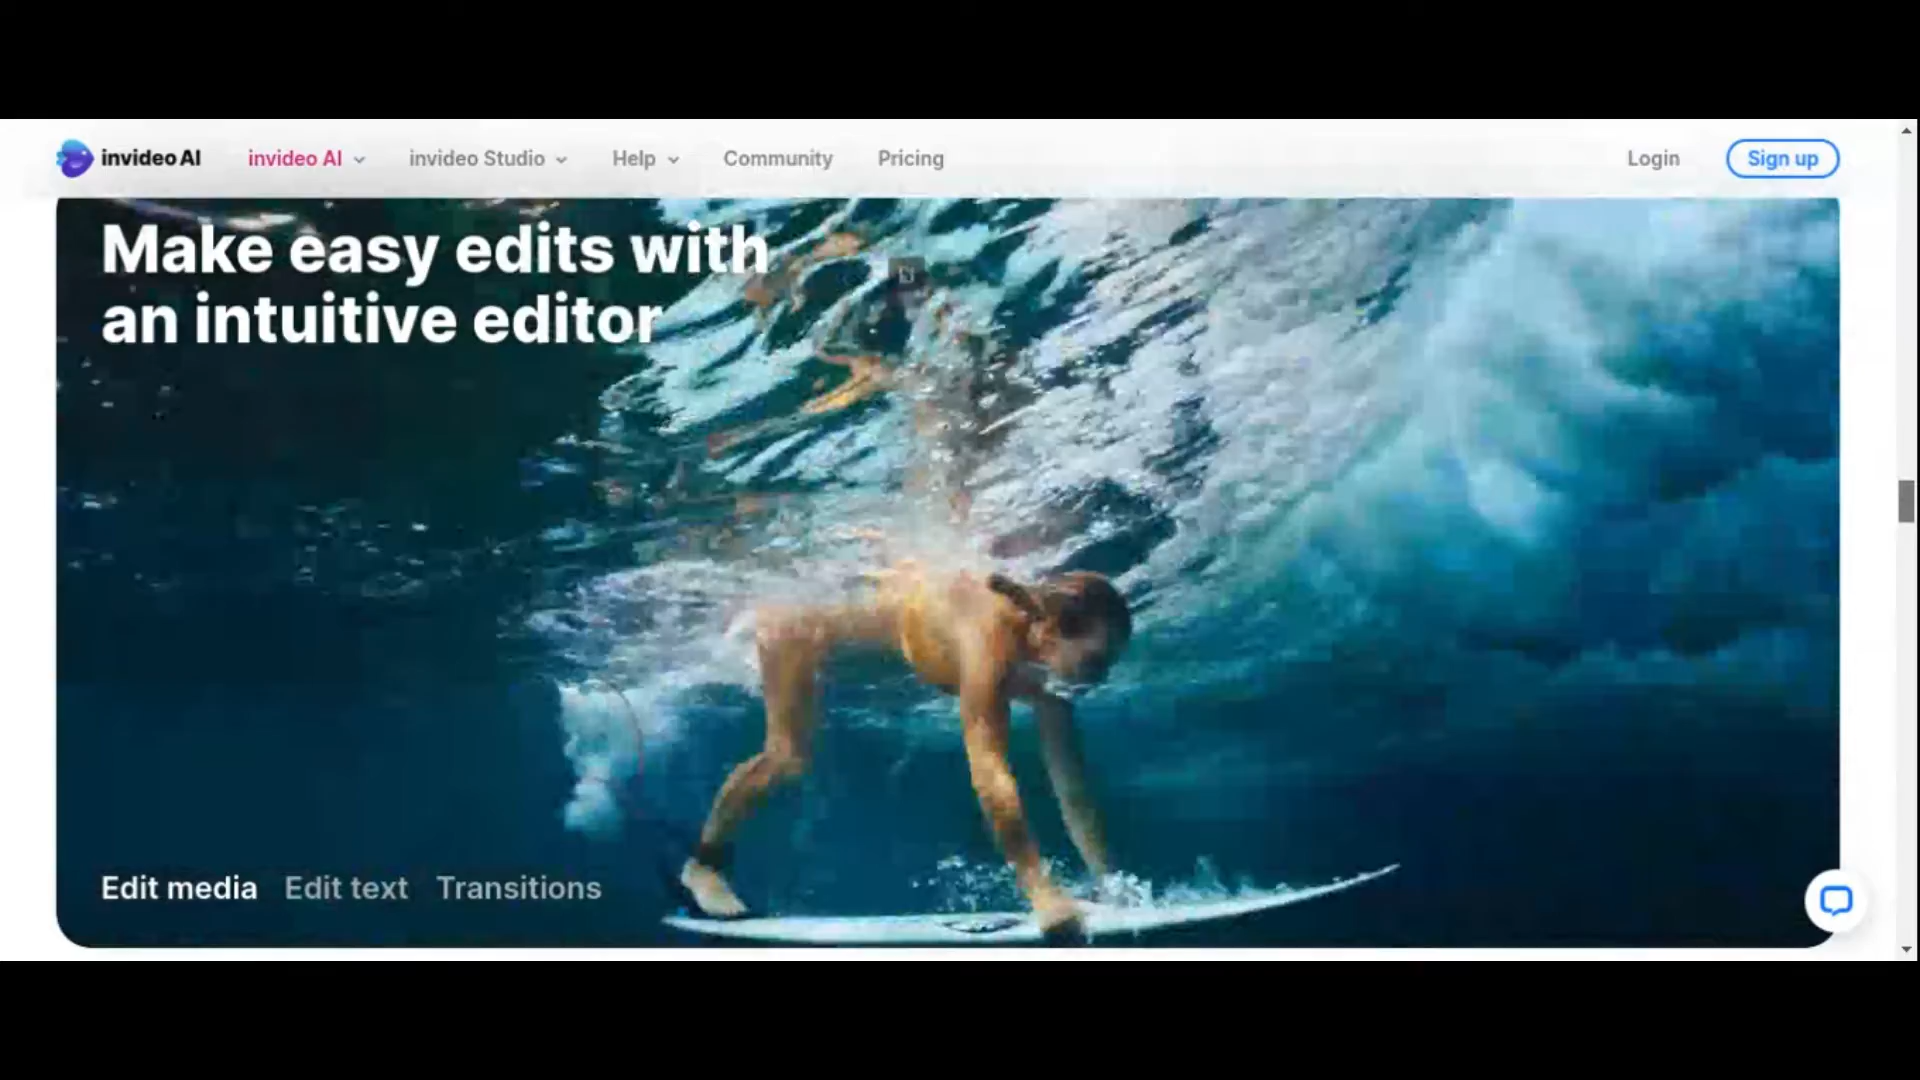 invideo AI
invideo AI
invideo Studio
Help
Community
Pricing
Login
Sign up
Make easy edits with
an intuitive editor
Edit media
Edit text
Transitions